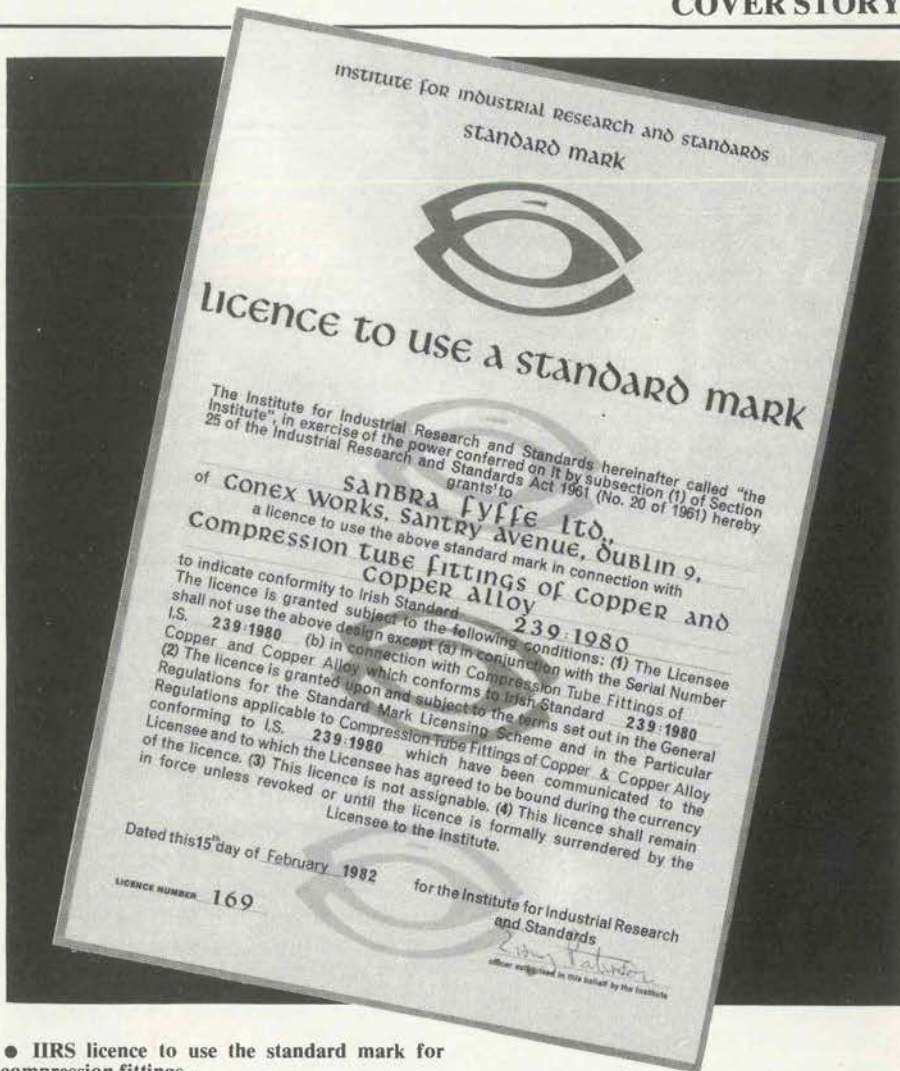 COVER STORY
INSTITUTE FOR INDUSTRIAL RESEARCH AND STANDARDS
STANDARD MARK
LICENCE TO USE A STANDARD MARK
The Institute for Industrial Research and Standards hereinafter called "the
Institute", in exercise of the power conferred on It by subsection (1) of Section
25 of the Industrial Research and Standards Act 1961 (No. 20 of 1961) hereby
grants to
SANBRA FYFFE LTD.,
of CONEX WORKS, SANTRY AVENUE, DUBLIN 9,
a licence to use the above standard mark in connection with
COMPRESSION TUBE FITTINGS OF COPPER AND
COPPER ALLOY
to indicate conformity to Irish Standard 239:1980
The licence is granted subject to the following conditions: (1) The Licensee
shall not use the above design except (a) in conjunction with the Serial Number
I.S. 239:1980 (b) in connection with Compression Tube Fittings of
Copper and Copper Alloy which conforms to Irish Standard 239:1980
(2) The licence is granted upon and subject to the terms set out in the General
Regulations for the Standard Mark Licensing Scheme and in the Particular
Regulations applicable to Compression Tube Fittings of Copper & Copper Alloy
conforming to I.S. 239:1980 which have been communicated to the
Licensee and to which the Licensee has agreed to be bound during the currency
of the licence. (3) This licence is not assignable. (4) This licence shall remain
in force unless revoked or until the licence is formally surrendered by the
Licensee to the Institute.
Dated this 15th day of February 1982
for the Institute for Industrial Research
and Standards
LICENCE NUMBER 169
officer authorised in this behalf by the Institute
● IIRS licence to use the standard mark for
compression fittings